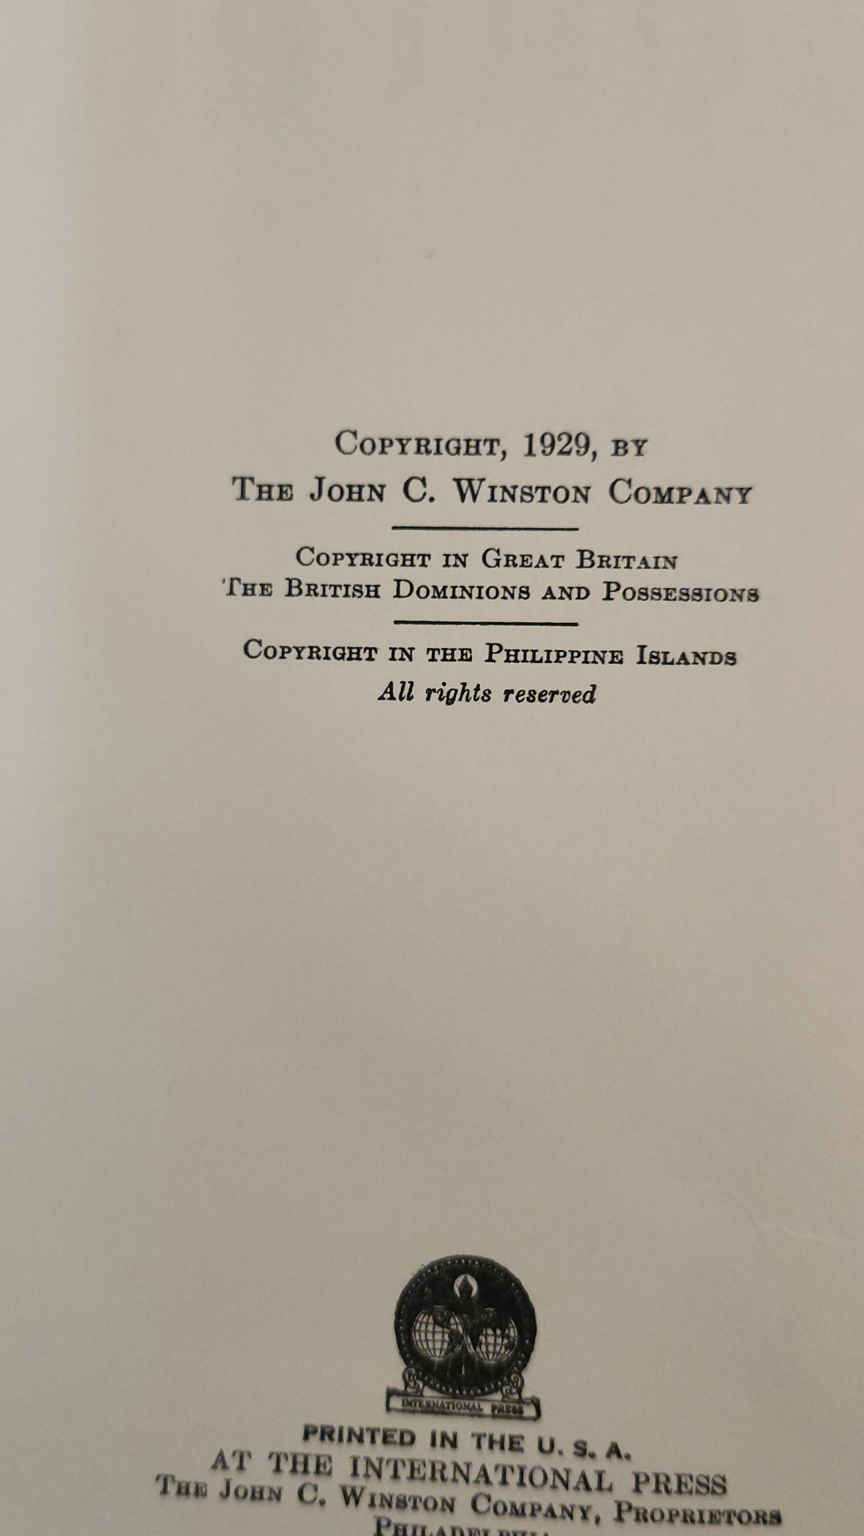 Copyright, 1929, by
The John C. Winston Company
Copyright in Great Britain
The British Dominions and Possessions
Copyright in the Philippine Islands
All rights reserved
INTERNATIONAL PRESS
PRINTED IN THE U. S. A.
AT THE INTERNATIONAL PRESS
The John C. Winston Company, Proprietors